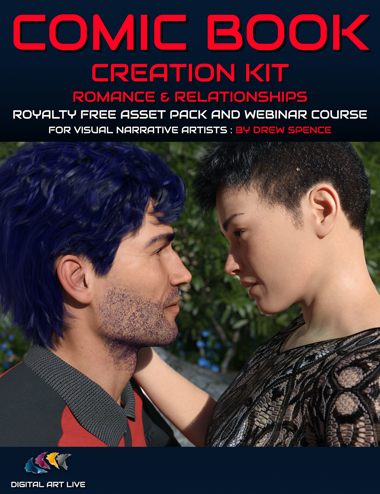 COMIC BOOK
CREATION KIT
ROMANCE & RELATIONSHIPS
ROYALTY FREE ASSET PACK AND WEBINAR COURSE
FOR VISUAL NARRATIVE ARTISTS : BY DREW SPENCE
DIGITAL ART LIVE